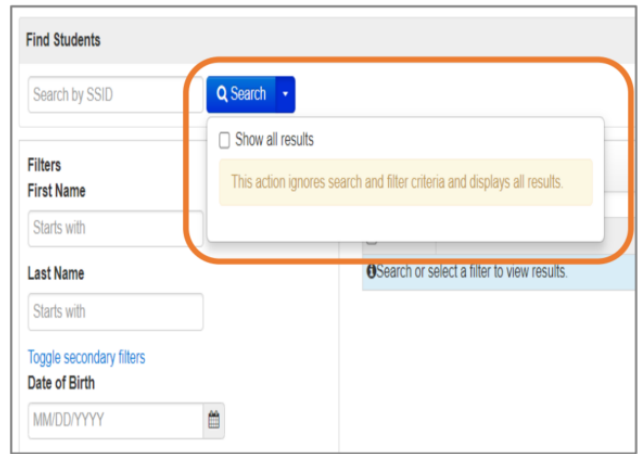 Find Students
Search by SSID
Search
Show all results
This action ignores search and filter criteria and displays all results.
Filters
First Name
Starts with
Search or select a filter to view results.
Last Name
Starts with
Toggle secondary filters
Date of Birth
MM/DD/YYYY